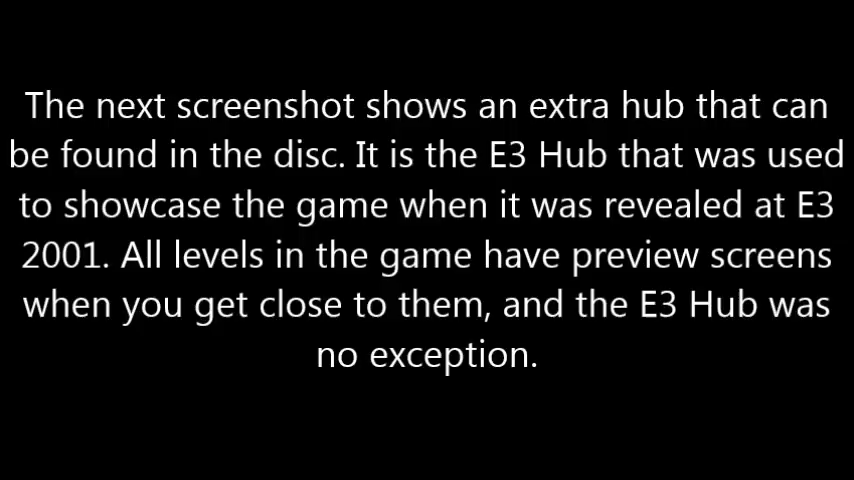 The next screenshot shows an extra hub that can
be found in the disc. It is the E3 Hub that was used
to showcase the game when it was revealed at E3
2001. All levels in the game have preview screens
when you get close to them, and the E3 Hub was
no exception.